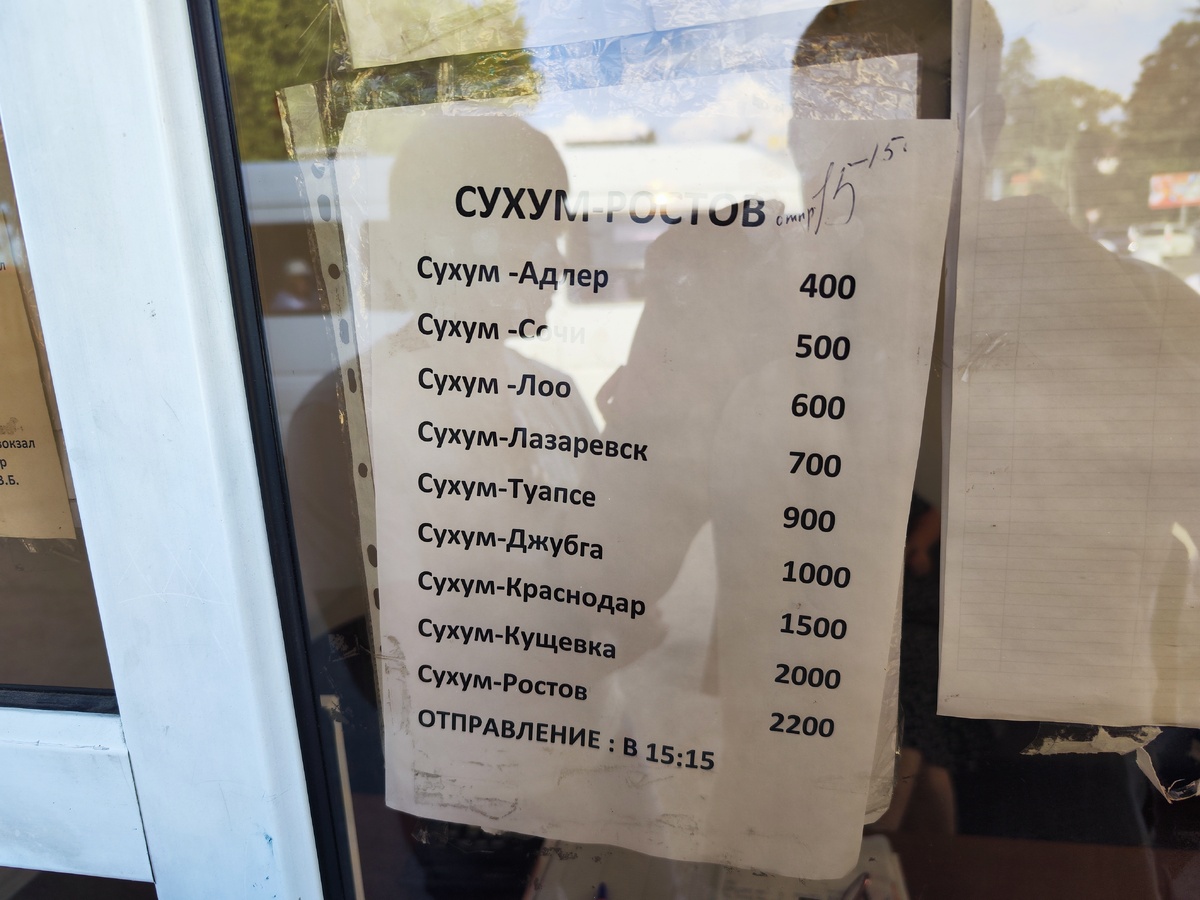 СУХУМ-РОСТОВ отпр 15-15
Сухум -Адлер 400
Сухум -Сочи 500
Сухум -Лоо 600
Сухум-Лазаревск 700
Сухум-Туапсе 900
Сухум-Джубга 1000
Сухум-Краснодар 1500
Сухум-Кущевка 2000
Сухум-Ростов 2200
ОТПРАВЛЕНИЕ : В 15:15
вокзал
р
В.Б.